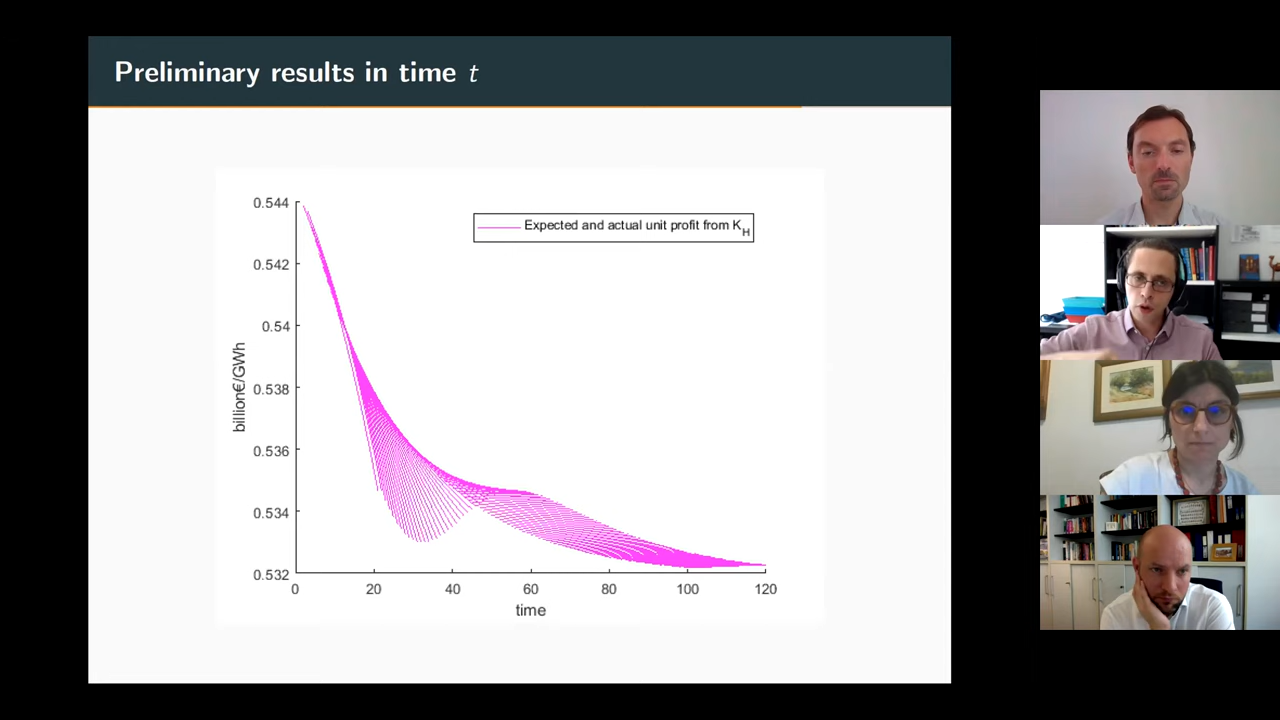 Preliminary results in time t
Expected and actual unit profit from K_H
0.544
0.542
0.54
0.538
0.536
0.534
0.532
billion€/GWh
0 20 40 60 80 100 120
time